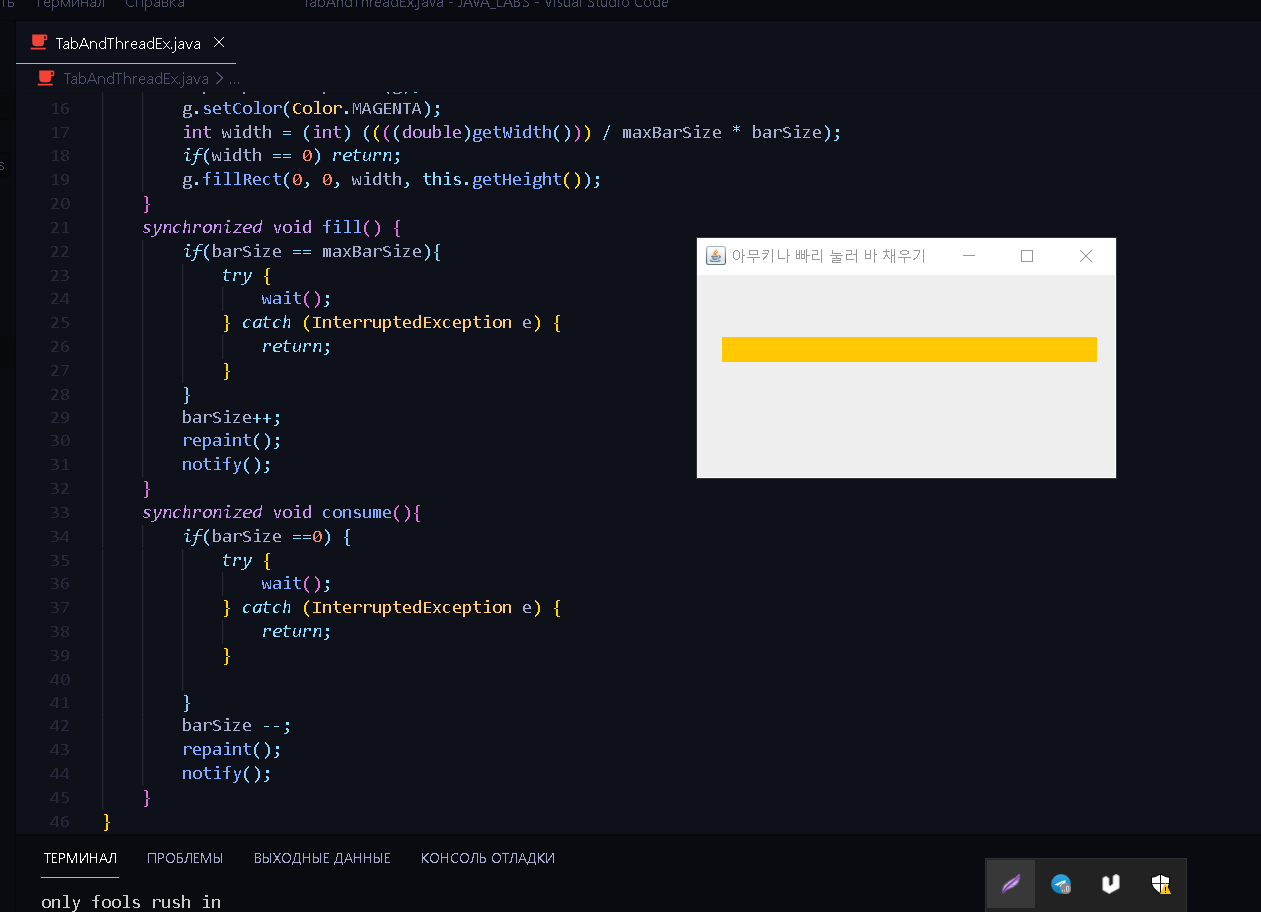 ть Терминал Справка TabAndThreadEx.java - JAVA_LABS - Visual Studio Code
TabAndThreadEx.java
TabAndThreadEx.java > ...
16 g.setColor(Color.MAGENTA);
17 int width = (int) ((((double)getWidth())) / maxBarSize * barSize);
18 if(width == 0) return;
19 g.fillRect(0, 0, width, this.getHeight());
20 }
21 synchronized void fill() {
22 if(barSize == maxBarSize){
23 try {
24 wait();
25 } catch (InterruptedException e) {
26 return;
27 }
28 }
29 barSize++;
30 repaint();
31 notify();
32 }
33 synchronized void consume(){
34 if(barSize ==0) {
35 try {
36 wait();
37 } catch (InterruptedException e) {
38 return;
39 }
40
41 }
42 barSize --;
43 repaint();
44 notify();
45 }
46 }
아무키나 빠리 눌러 바 채우기
ТЕРМИНАЛ ПРОБЛЕМЫ ВЫХОДНЫЕ ДАННЫЕ КОНСОЛЬ ОТЛАДКИ
only fools rush in